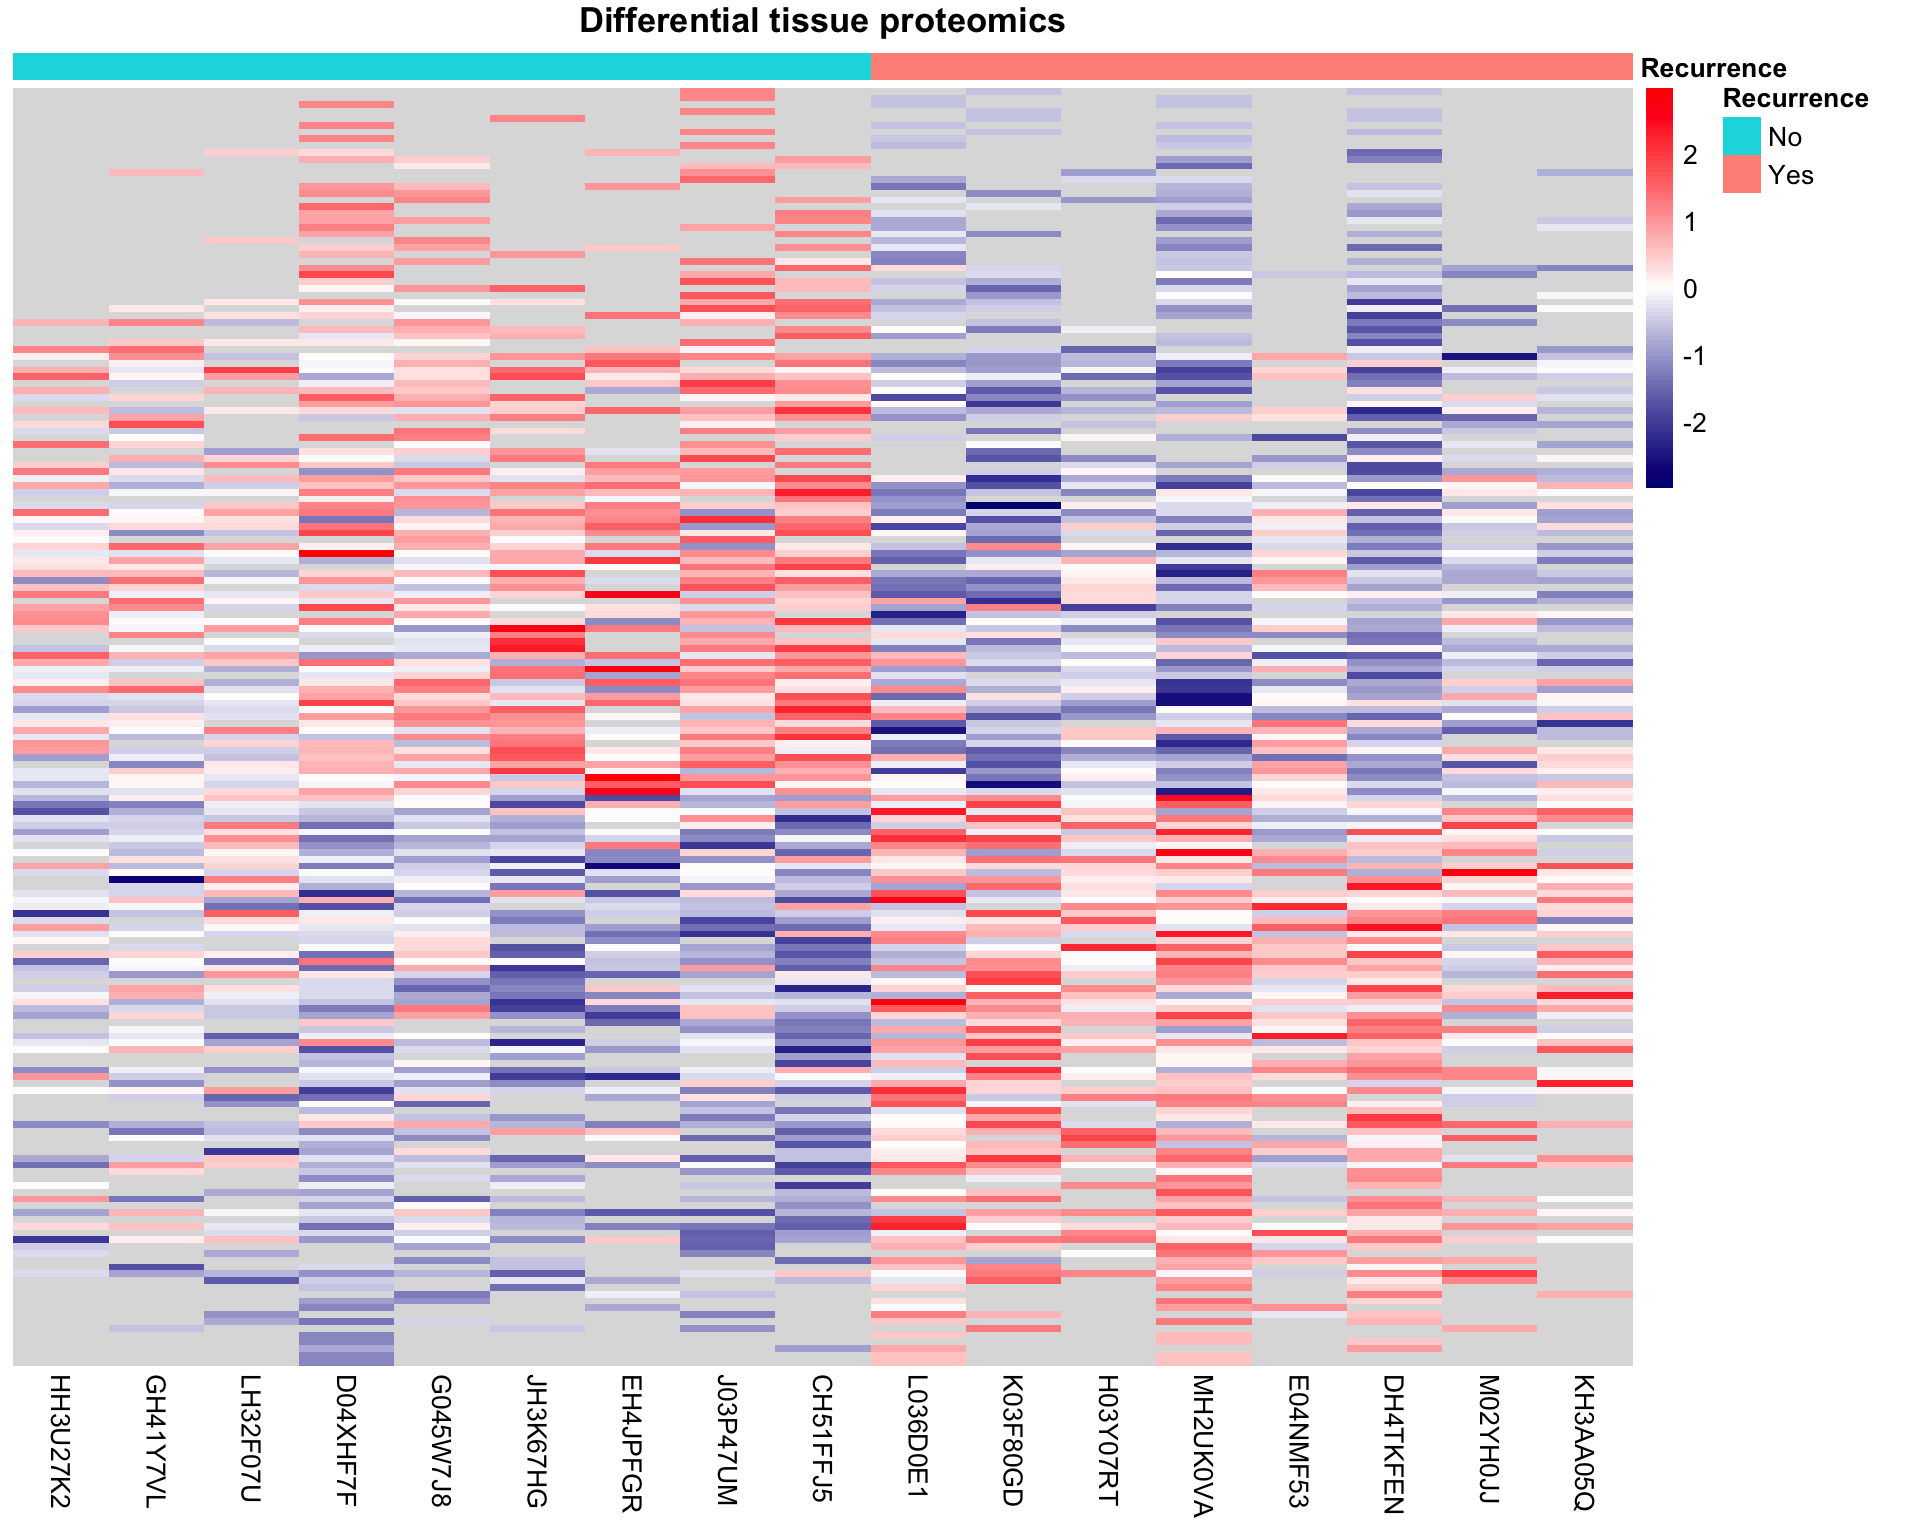 Differential tissue proteomics
Recurrence
Recurrence
No
Yes
2
1
0
-1
-2
HH3U27K2
GH41Y7VL
LH32F07U
D04XHF7F
G045W7J8
JH3K67HG
EH4JPFGR
J03P47UM
CH51FFJ5
L036D0E1
K03F80GD
H03Y07RT
MH2UK0VA
E04NMF53
DH4TKFEN
M02YH0JJ
KH3AA05Q